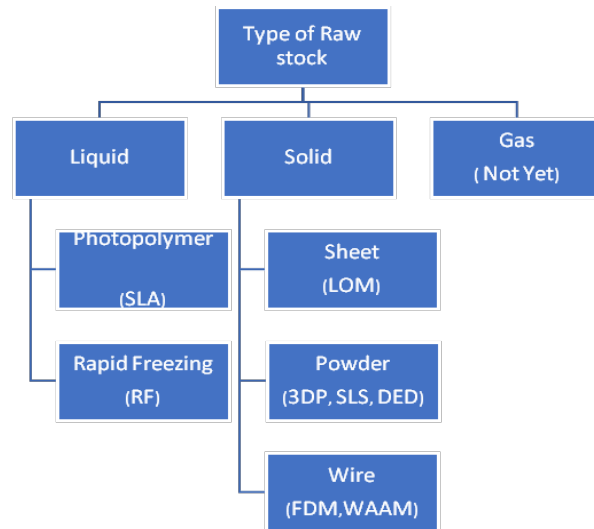 Type of Raw
stock
Liquid
Solid
Gas
( Not Yet)
Photopolymer
(SLA)
Rapid Freezing
(RF)
Sheet
(LOM)
Powder
(3DP, SLS, DED)
Wire
(FDM,WAAM)